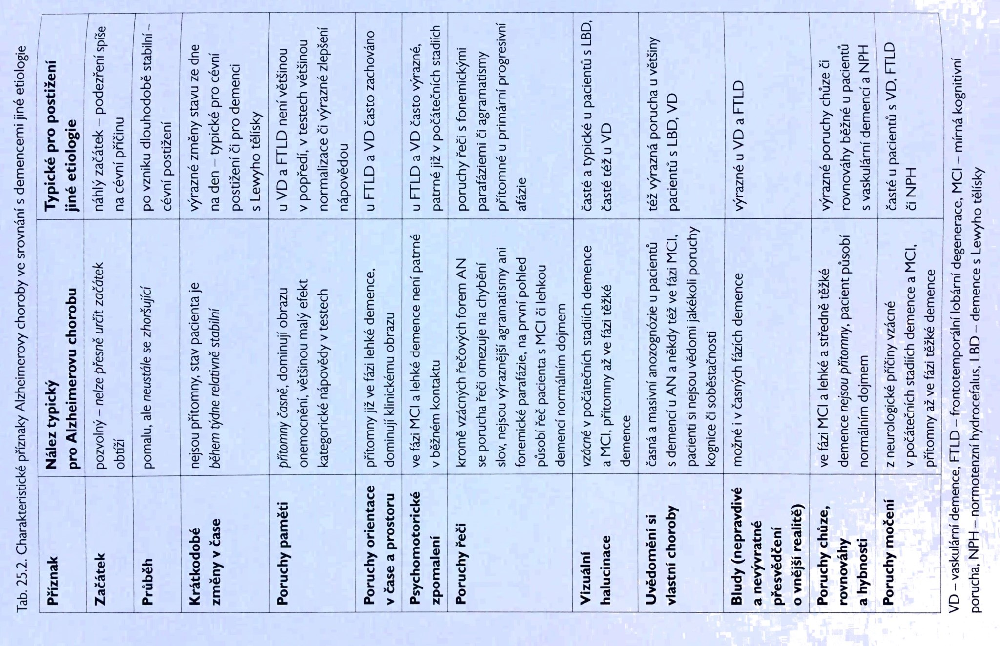 Tab. 25.2. Charakteristické příznaky Alzheimerovy choroby ve srovnání s demencemi jiné etiologie
Příznak
Nález typický
pro Alzheimerovu chorobu
Typické pro postižení
jiné etiologie
Začátek
pozvolný – nelze přesně určit začátek
obtíží
náhlý začátek – podezření spíše
na cévní příčinu
Průběh
pomalu, ale neustále se zhoršující
po vzniku dlouhodobě stabilní –
cévní postižení
Krátkodobé
změny v čase
nejsou přítomny, stav pacienta je
během týdne relativně stabilní
výrazné změny stavu ze dne
na den – typické pro cévní
postižení či pro demenci
s Lewyho tělísky
Poruchy paměti
přítomny časně, dominují obrazu
onemocnění, většinou malý efekt
kategorické nápovědy v testech
u VD a FTLD není většinou
v popředí, v testech většinou
normalizace či výrazné zlepšení
nápovědou
Poruchy orientace
v čase a prostoru
přítomny již ve fázi lehké demence,
dominují klinickému obrazu
u FTLD a VD často zachováno
Psychomotorické
zpomalení
ve fázi MCI a lehké demence není patrné
v běžném kontaktu
u FTLD a VD často výrazné,
patrné již v počátečních stadiích
Poruchy řeči
kromě vzácných řečových forem AN
se porucha řeči omezuje na chybění
slov, nejsou výraznější agramatismy ani
fonemické parafázie, na první pohled
působí řeč pacienta s MCI či lehkou
demencí normálním dojmem
poruchy řeči s fonemickými
parafáziemi či agramatismy
přítomné u primární progresivní
afázie
Vizuální
halucinace
vzácné v počátečních stadiích demence
a MCI, přítomny až ve fázi těžké
demence
časté a typické u pacientů s LBD,
časté též u VD
Uvědomění si
vlastní choroby
časná a masivní anozognózie u pacientů
s demencí u AN a někdy též ve fázi MCI,
pacienti si nejsou vědomi jakékoli poruchy
kognice či soběstačnosti
též výrazná porucha u většiny
pacientů s LBD, VD
Bludy (nepravdivé
a nevývratné
přesvědčení
o vnější realitě)
možné i v časných fázích demence
výrazné u VD a FTLD
Poruchy chůze,
rovnováhy
a hybnosti
ve fázi MCI a lehké a středně těžké
demence nejsou přítomny, pacient působí
normálním dojmem
výrazné poruchy chůze či
rovnováhy běžné u pacientů
s vaskulární demencí a NPH
Poruchy močení
z neurologické příčiny vzácné
v počátečních stadiích demence a MCI,
přítomny až ve fázi těžké demence
časté u pacientů s VD, FTLD
či NPH
VD – vaskulární demence, FTLD – frontotemporální lobární degenerace, MCI – mírná kognitivní
porucha, NPH – normotenzní hydrocefalus, LBD – demence s Lewyho tělísky